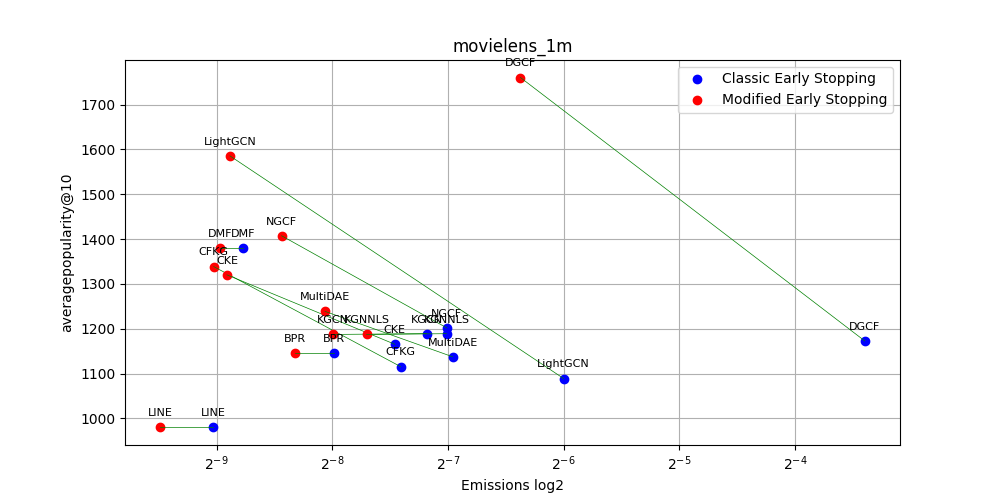 movielens_1m
DGCF
Classic Early Stopping
Modified Early Stopping
1700
1600
LightGCN
1500
NGCF
DMF DMF
1400
CFKG
CKE
1300
MultiDAE
NGCF
KGCN KGNNLS KGCN KGNNLS
DGCF
1200
CKE
BPR BPR
MultiDAE
CFKG
LightGCN
1100
LINE LINE
1000
averagepopularity@10
2^-9 2^-8 2^-7 2^-6 2^-5 2^-4
Emissions log2